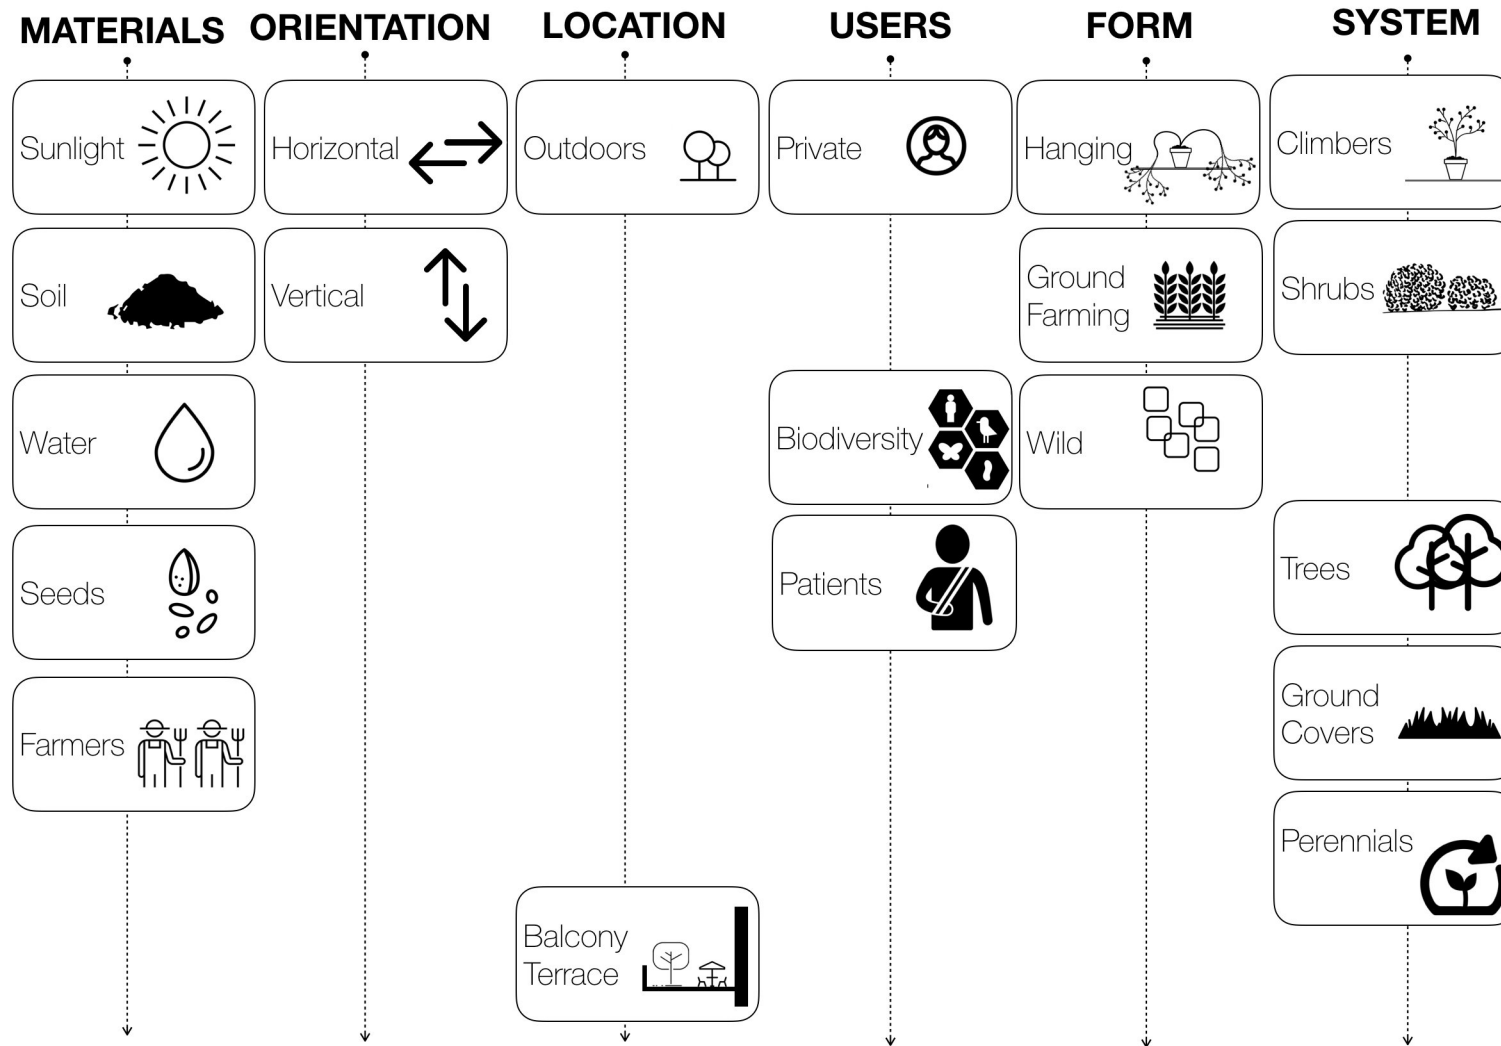 MATERIALS
ORIENTATION
LOCATION
USERS
FORM
SYSTEM
Sunlight
Horizontal
Outdoors
Private
Hanging
Climbers
Soil
Vertical
Ground
Farming
Shrubs
Water
Biodiversity
Wild
Seeds
Patients
Trees
Farmers
Ground
Covers
Perennials
Balcony
Terrace